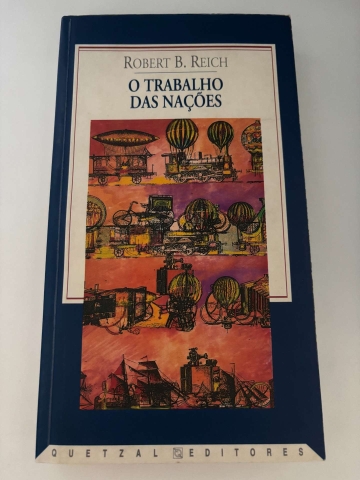 ROBERT B. REICH
O TRABALHO
DAS NAÇÕES
QUETZAL EDITORES